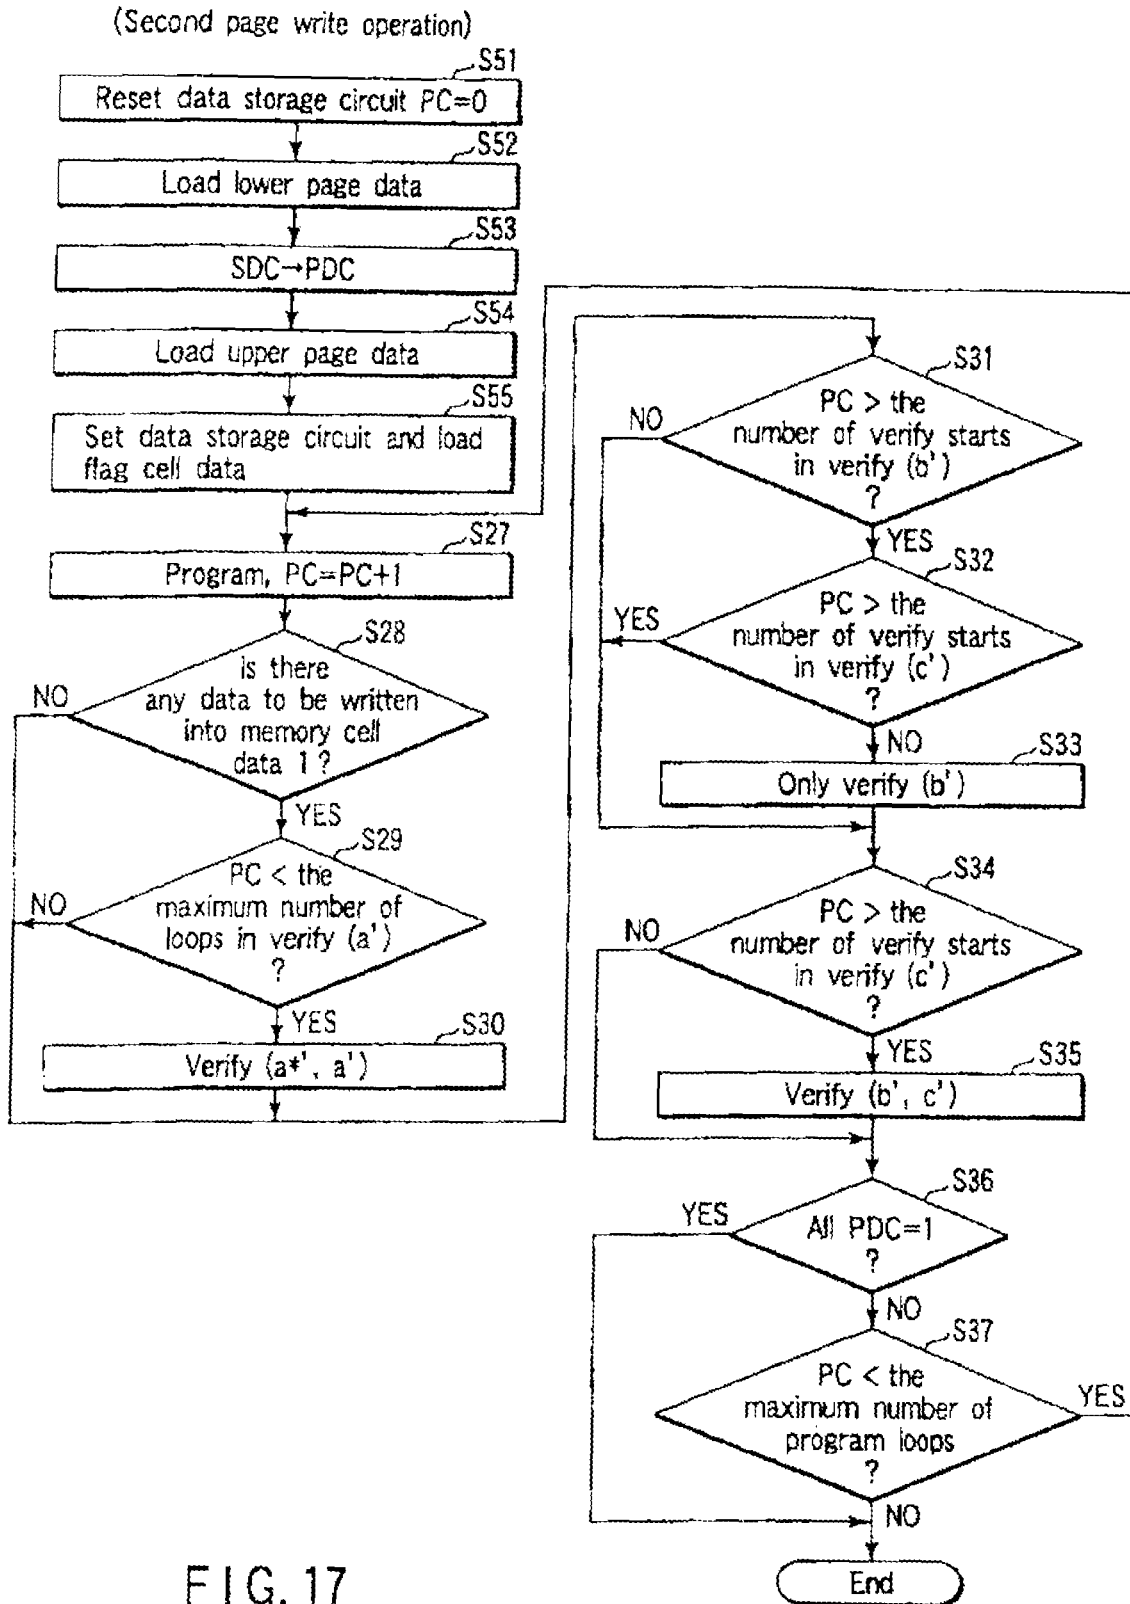 (Second page write operation)
S51
Reset data storage circuit PC=0
S52
Load lower page data
S53
SDC→PDC
S54
Load upper page data
S55
Set data storage circuit and load
flag cell data
S27
Program, PC=PC+1
S28
is there
any data to be written
into memory cell
data 1?
NO
YES
S29
PC < the
maximum number of
loops in verify (a')
?
NO
YES
S30
Verify (a*', a')
S31
PC > the
number of verify starts
in verify (b')
?
NO
YES
S32
PC > the
number of verify starts
in verify (c')
?
YES
NO
S33
Only verify (b')
S34
PC > the
number of verify starts
in verify (c')
?
NO
YES
S35
Verify (b', c')
S36
All PDC=1
?
YES
NO
S37
PC < the
maximum number of
program loops
?
YES
NO
End
FIG. 17